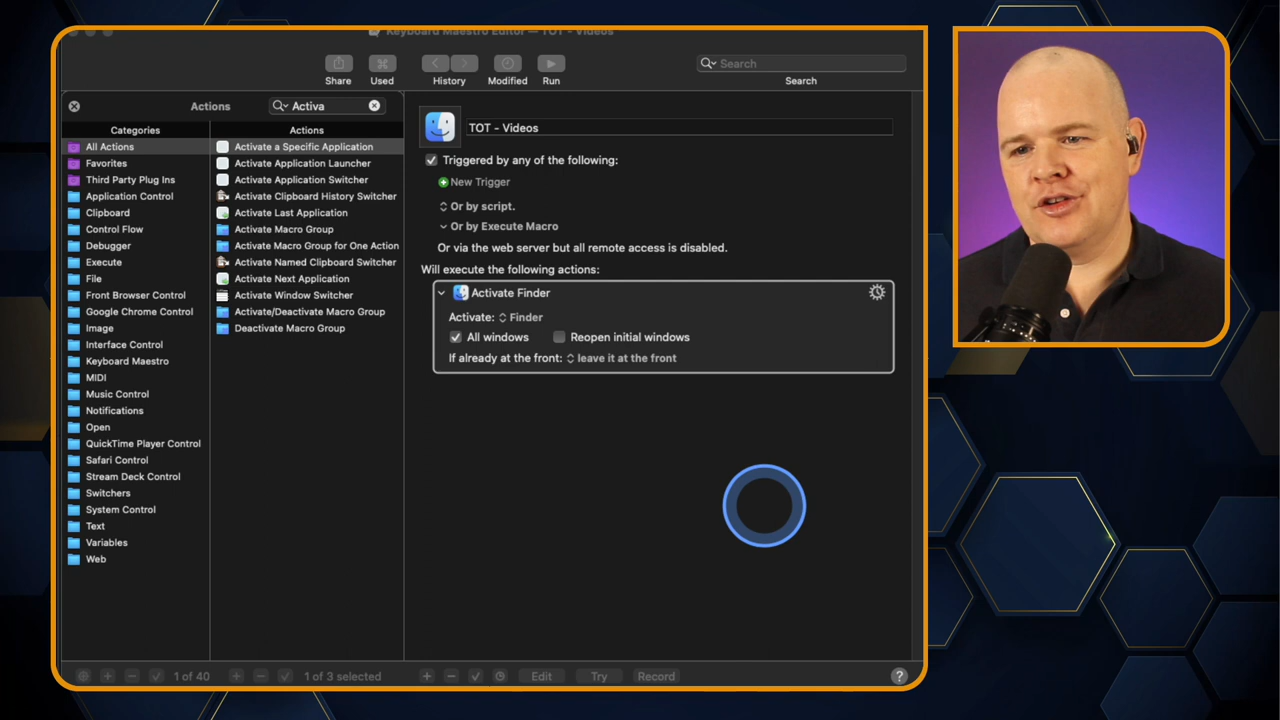 Keyboard Maestro Editor — TOT - Videos
Share
Used
History
Modified
Run
Search
Search
Actions
Activa
Categories
All Actions
Favorites
Third Party Plug Ins
Application Control
Clipboard
Control Flow
Debugger
Execute
File
Front Browser Control
Google Chrome Control
Image
Interface Control
Keyboard Maestro
MIDI
Music Control
Notifications
Open
QuickTime Player Control
Safari Control
Stream Deck Control
Switchers
System Control
Text
Variables
Web
Actions
Activate a Specific Application
Activate Application Launcher
Activate Application Switcher
Activate Clipboard History Switcher
Activate Last Application
Activate Macro Group
Activate Macro Group for One Action
Activate Named Clipboard Switcher
Activate Next Application
Activate Window Switcher
Activate/Deactivate Macro Group
Deactivate Macro Group
TOT - Videos
Triggered by any of the following:
New Trigger
Or by script.
Or by Execute Macro
Or via the web server but all remote access is disabled.
Will execute the following actions:
Activate Finder
Activate: Finder
All windows Reopen initial windows
If already at the front: leave it at the front
1 of 40
1 of 3 selected
Edit
Try
Record
?